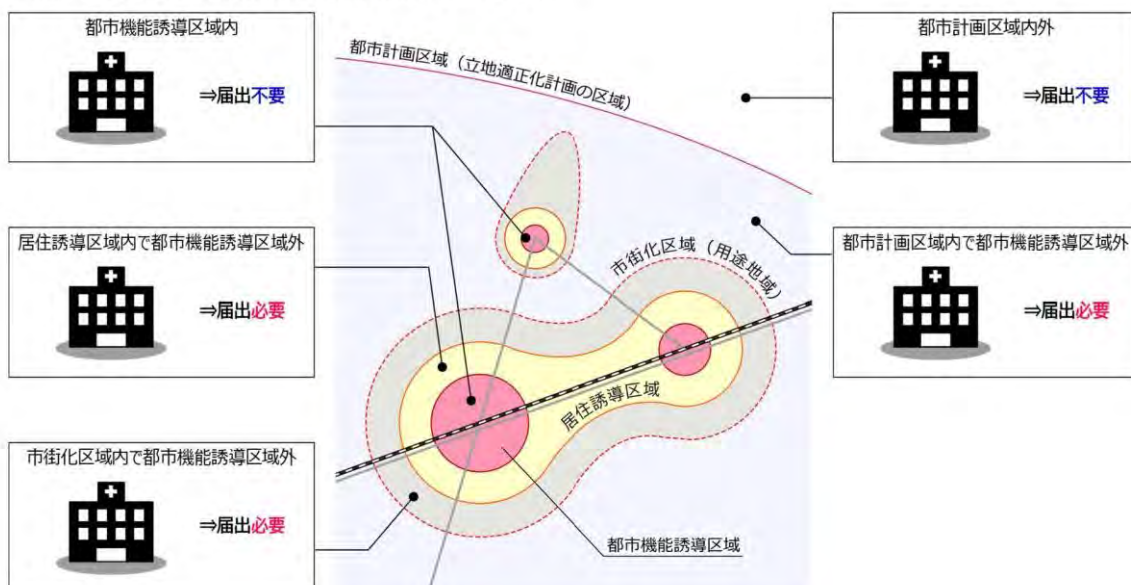 都市機能誘導区域内
⇒届出不要
居住誘導区域内で都市機能誘導区域外
⇒届出必要
市街化区域内で都市機能誘導区域外
⇒届出必要
都市計画区域（立地適正化計画の区域）
市街化区域（用途地域）
居住誘導区域
都市機能誘導区域
都市計画区域内外
⇒届出不要
都市計画区域内で都市機能誘導区域外
⇒届出必要